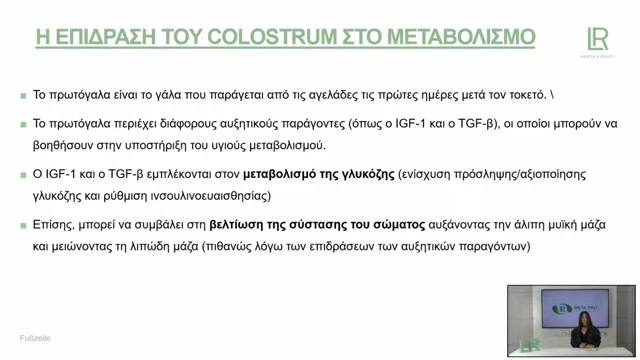 Η ΕΠΙΔΡΑΣΗ ΤΟΥ COLOSTRUM ΣΤΟ ΜΕΤΑΒΟΛΙΣΜΟ
LR
HEALTH & BEAUTY
Το πρωτόγαλα είναι το γάλα που παράγεται από τις αγελάδες τις πρώτες ημέρες μετά τον τοκετό. \
Το πρωτόγαλα περιέχει διάφορους αυξητικούς παράγοντες (όπως ο IGF-1 και ο TGF-β), οι οποίοι μπορούν να
βοηθήσουν στην υποστήριξη του υγιούς μεταβολισμού.
Ο IGF-1 και ο TGF-β εμπλέκονται στον μεταβολισμό της γλυκόζης (ενίσχυση πρόσληψης/αξιοποίησης
γλυκόζης και ρύθμιση ινσουλινοευαισθησίας)
Επίσης, μπορεί να συμβάλει στη βελτίωση της σύστασης του σώματος αυξάνοντας την άλιπη μυϊκή μάζα
και μειώνοντας τη λιπώδη μάζα (πιθανώς λόγω των επιδράσεων των αυξητικών παραγόντων)
Fußzeile
LR